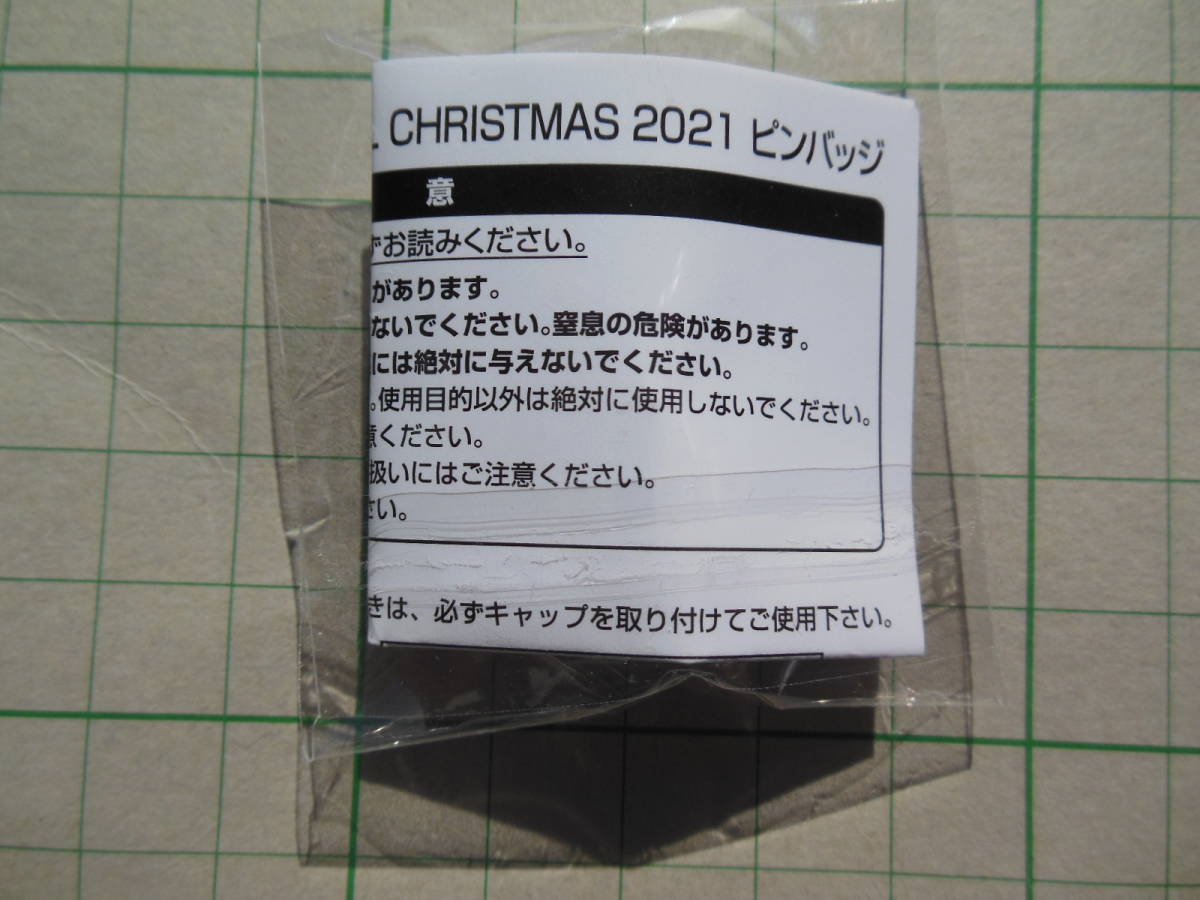 CHRISTMAS 2021 ピンバッジ
意
ずお読みください。
があります。
ないでください。窒息の危険があります。
には絶対に与えないでください。
。使用目的以外は絶対に使用しないでください。
意ください。
扱いにはご注意ください。
さい。
きは、必ずキャップを取り付けてご使用下さい。